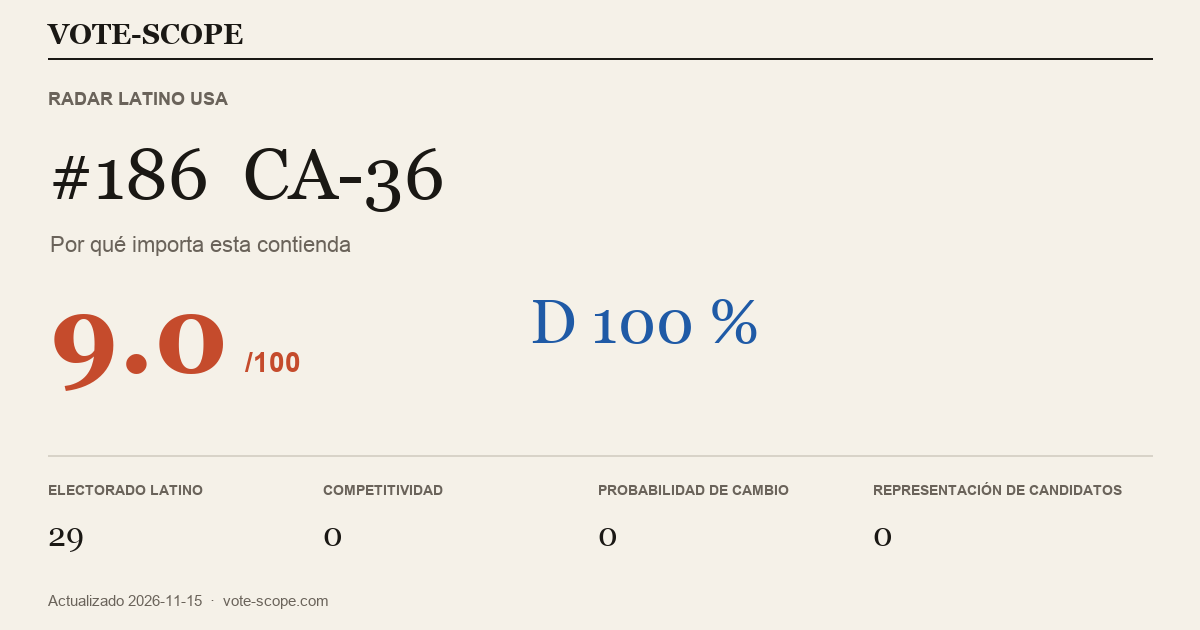 VOTE-SCOPE
RADAR LATINO USA
#186 CA-36
Por qué importa esta contienda
9.0 /100
D 100 %
ELECTORADO LATINO
29
COMPETITIVIDAD
0
PROBABILIDAD DE CAMBIO
0
REPRESENTACIÓN DE CANDIDATOS
0
Actualizado 2026-11-15 · vote-scope.com